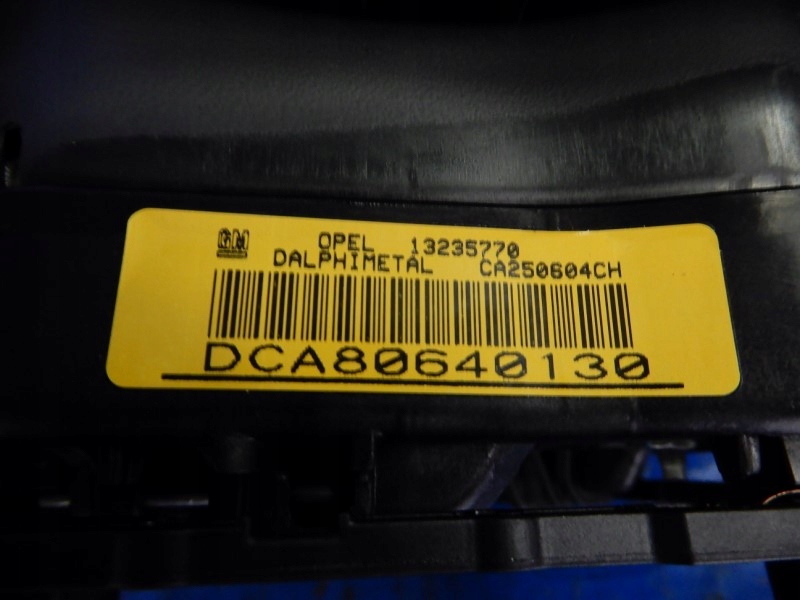 GM OPEL 13235770
DALPHIMETAL CA250604CH
DCA80640130